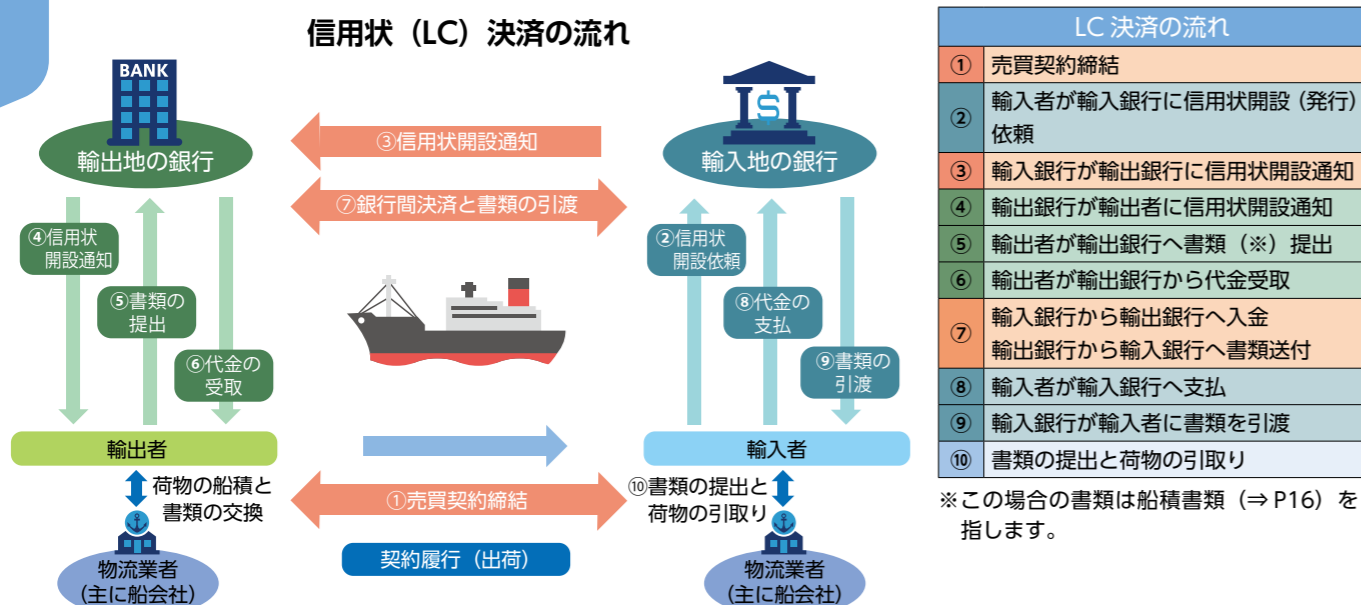 信用状（LC）決済の流れ
BANK
輸出地の銀行
$
輸入地の銀行
③信用状開設通知
⑦銀行間決済と書類の引渡
④信用状
開設通知
⑤書類の
提出
⑥代金の
受取
②信用状
開設依頼
⑧代金の
支払
⑨書類の
引渡
輸出者
輸入者
荷物の船積と
書類の交換
①売買契約締結
⑩書類の提出と
荷物の引取り
契約履行（出荷）
物流業者
（主に船会社）
物流業者
（主に船会社）
LC 決済の流れ
① 売買契約締結
② 輸入者が輸入銀行に信用状開設（発行）
依頼
③ 輸入銀行が輸出銀行に信用状開設通知
④ 輸出銀行が輸出者に信用状開設通知
⑤ 輸出者が輸出銀行へ書類（※）提出
⑥ 輸出者が輸出銀行から代金受取
⑦ 輸入銀行から輸出銀行へ入金
輸出銀行から輸入銀行へ書類送付
⑧ 輸入者が輸入銀行へ支払
⑨ 輸入銀行が輸入者に書類を引渡
⑩ 書類の提出と荷物の引取り
※この場合の書類は船積書類（⇒P16）を
指します。